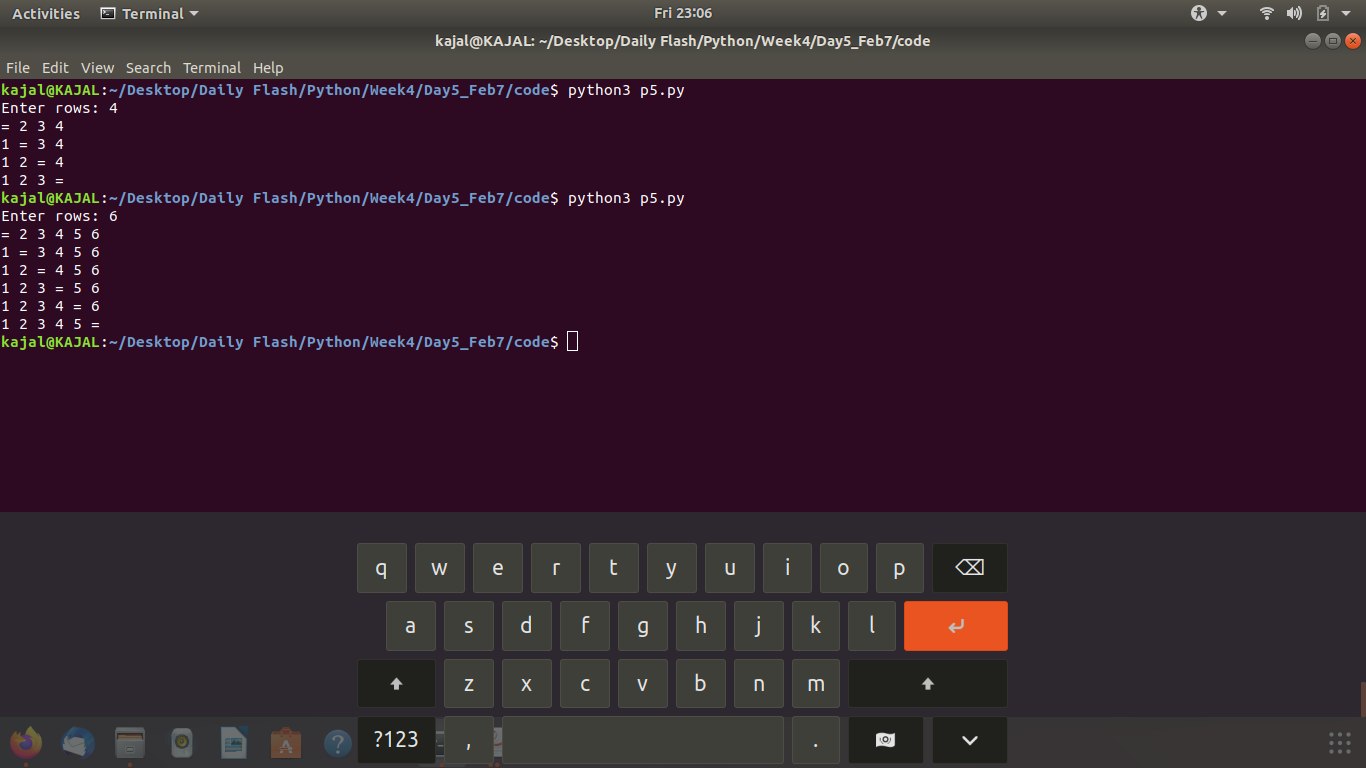 Activities Terminal Fri 23:06
kajal@KAJAL: ~/Desktop/Daily Flash/Python/Week4/Day5_Feb7/code
File Edit View Search Terminal Help
kajal@KAJAL:~/Desktop/Daily Flash/Python/Week4/Day5_Feb7/code$ python3 p5.py
Enter rows: 4
= 2 3 4
1 = 3 4
1 2 = 4
1 2 3 =
kajal@KAJAL:~/Desktop/Daily Flash/Python/Week4/Day5_Feb7/code$ python3 p5.py
Enter rows: 6
= 2 3 4 5 6
1 = 3 4 5 6
1 2 = 4 5 6
1 2 3 = 5 6
1 2 3 4 = 6
1 2 3 4 5 =
kajal@KAJAL:~/Desktop/Daily Flash/Python/Week4/Day5_Feb7/code$
q w e r t y u i o p
a s d f g h j k l
z x c v b n m
?123 , .